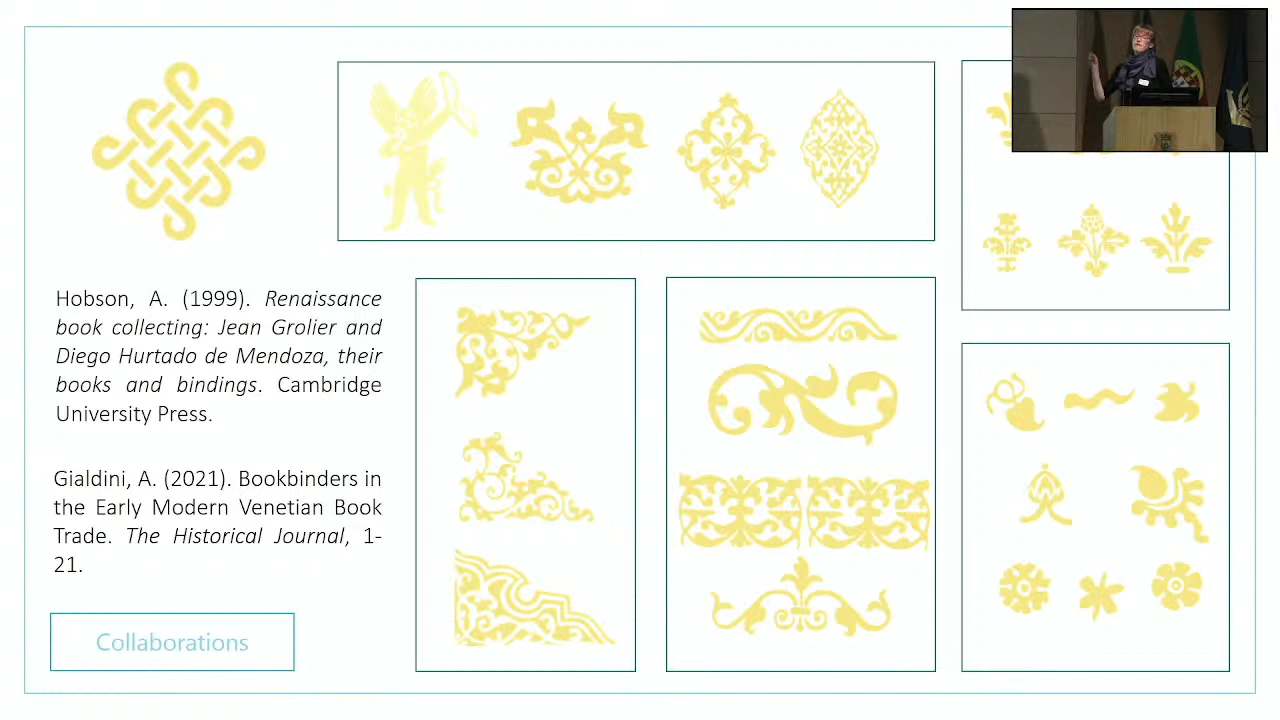 Hobson, A. (1999). Renaissance
book collecting: Jean Grolier and
Diego Hurtado de Mendoza, their
books and bindings. Cambridge
University Press.
Gialdini, A. (2021). Bookbinders in
the Early Modern Venetian Book
Trade. The Historical Journal, 1-
21.
Collaborations